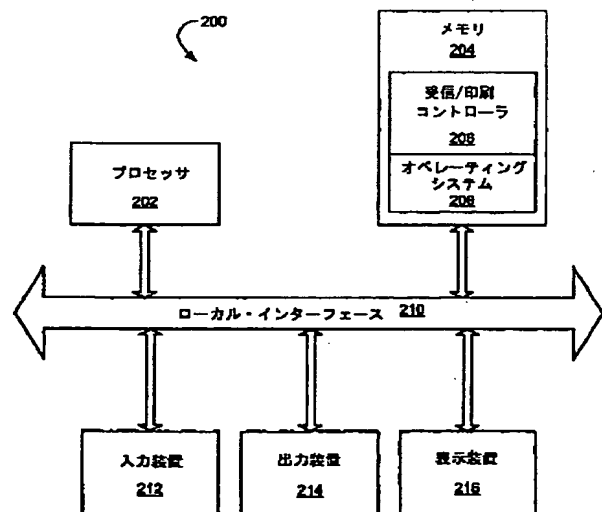 200
メモリ
204
受信/印刷
コントローラ
206
オペレーティング
システム
208
プロセッサ
202
ローカル・インターフェース 210
入力装置
212
出力装置
214
表示装置
216